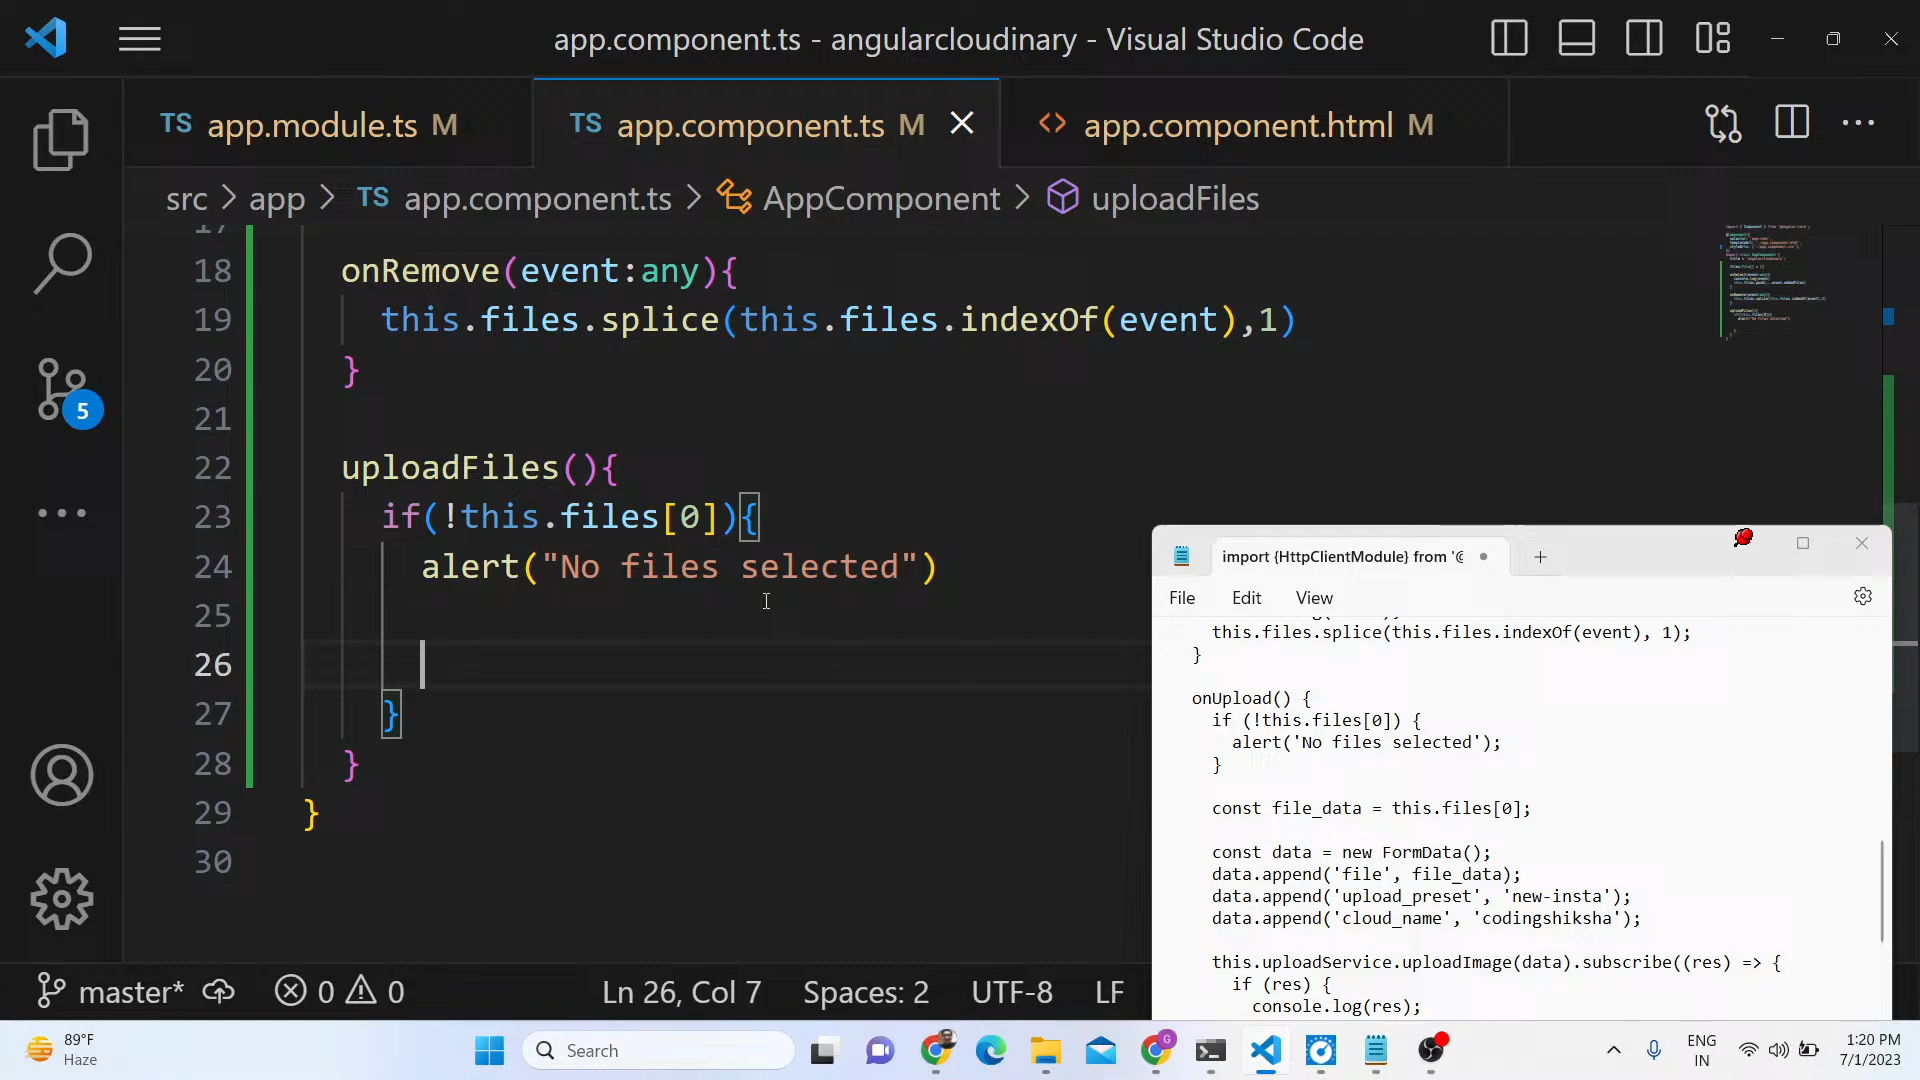 app.component.ts - angularcloudinary - Visual Studio Code
TS app.module.ts M
TS app.component.ts M
<> app.component.html M
src > app > TS app.component.ts > AppComponent > uploadFiles
17
18 onRemove(event:any){
19 this.files.splice(this.files.indexOf(event),1)
20 }
21
22 uploadFiles(){
23 if(!this.files[0]){
24 alert("No files selected")
25
26
27 }
28 }
29 }
30
5
import {HttpClientModule} from '@
File Edit View
this.files.splice(this.files.indexOf(event), 1);
}
onUpload() {
if (!this.files[0]) {
alert('No files selected');
}
const file_data = this.files[0];
const data = new FormData();
data.append('file', file_data);
data.append('upload_preset', 'new-insta');
data.append('cloud_name', 'codingshiksha');
this.uploadService.uploadImage(data).subscribe((res) => {
if (res) {
console.log(res);
master* 0 0 Ln 26, Col 7 Spaces: 2 UTF-8 LF
89°F
Haze
Search
G
ENG
IN
1:20 PM
7/1/2023